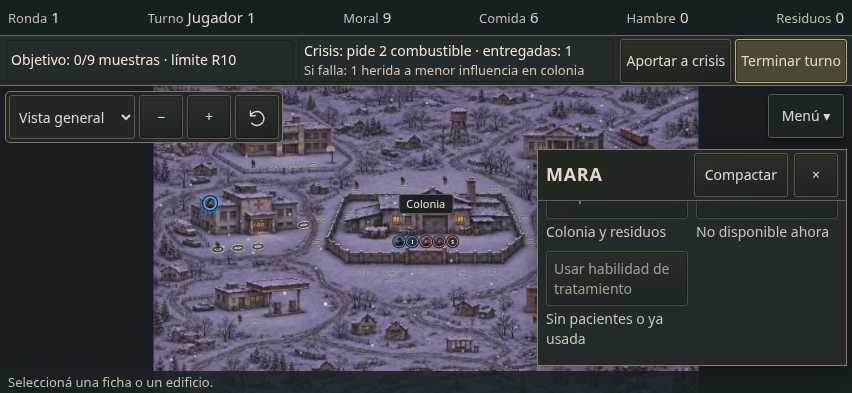 Ronda 1
Turno Jugador 1
Moral 9
Comida 6
Hambre 0
Residuos 0
Objetivo: 0/9 muestras · límite R10
Crisis: pide 2 combustible · entregadas: 1
Si falla: 1 herida a menor influencia en colonia
Aportar a crisis
Terminar turno
Vista general
−
+
Menú ▾
MARA
Compactar
×
Colonia y residuos
No disponible ahora
Usar habilidad de
tratamiento
Sin pacientes o ya
usada
Colonia
Seleccioná una ficha o un edificio.